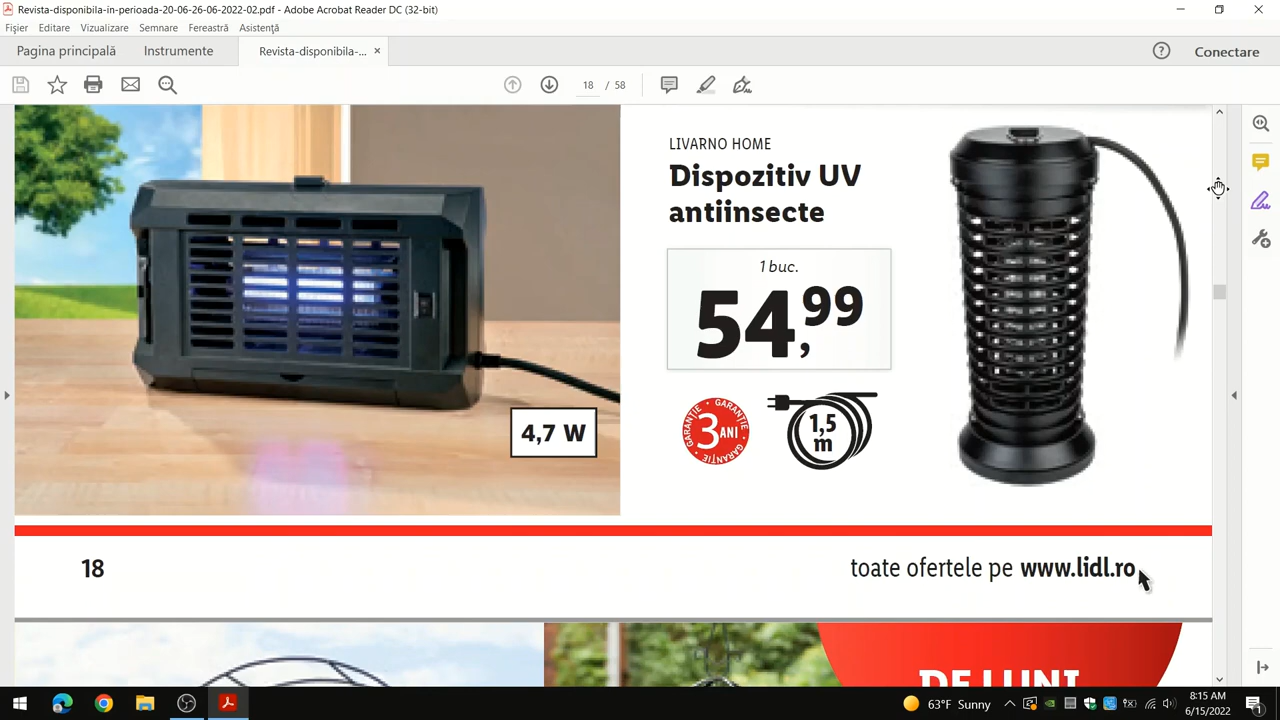 Revista-disponibila-in-perioada-20-06-26-06-2022-02.pdf - Adobe Acrobat Reader DC (32-bit)
Fișier Editare Vizualizare Semnare Fereastră Asistență
Pagina principală Instrumente Revista-disponibila-... × ? Conectare
18 / 58
LIVARNO HOME
Dispozitiv UV
antiinsecte
1 buc.
54,99
GARANȚIE · GARANȚIE · GARANȚIE
3 ANI
1,5
m
4,7 W
18
toate ofertele pe www.lidl.ro
DE LUNI
63°F Sunny
8:15 AM
6/15/2022
1